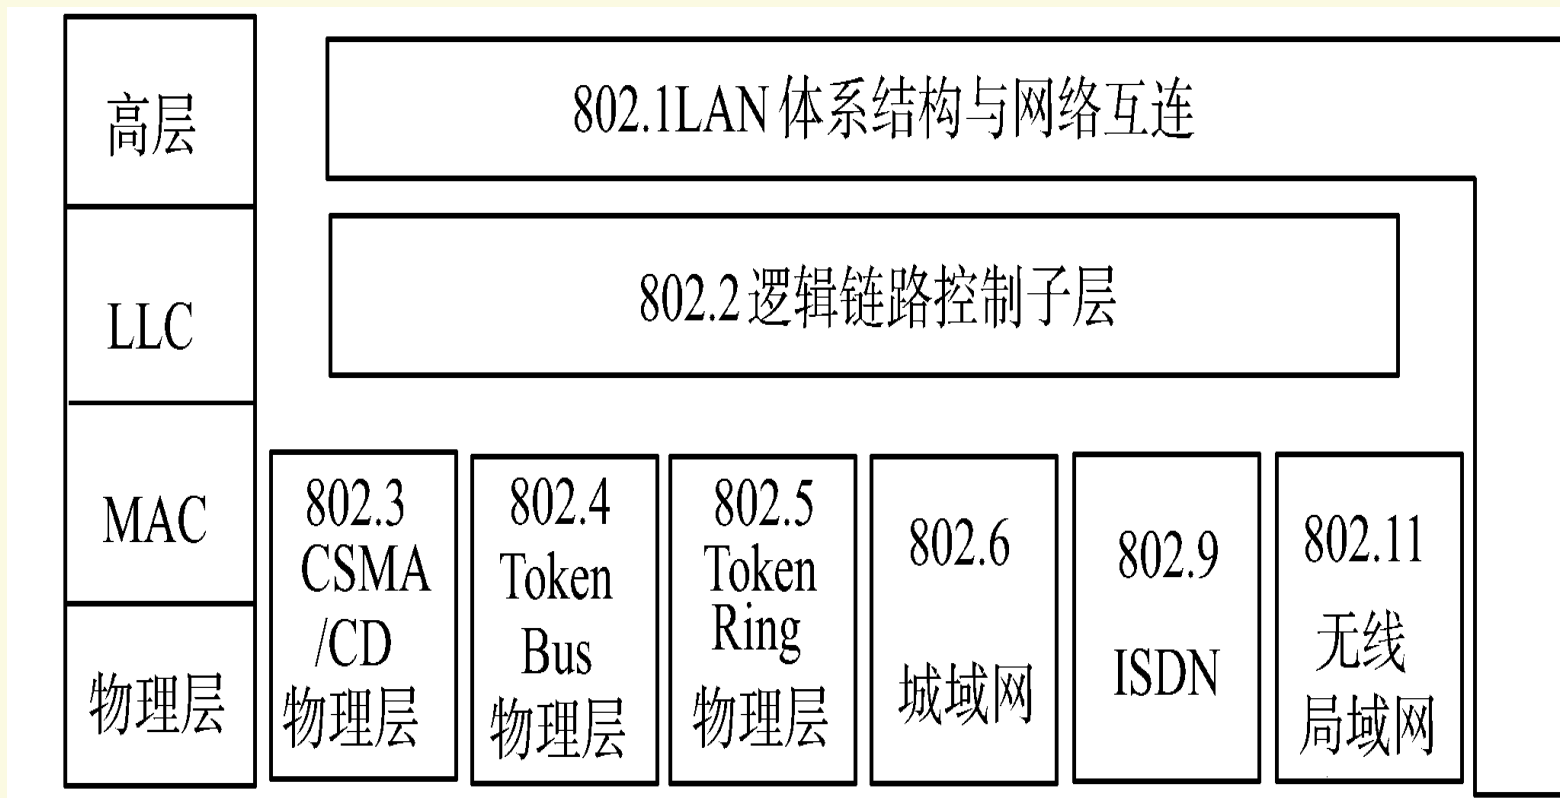 高层
802.1LAN 体系结构与网络互连
LLC
802.2 逻辑链路控制子层
MAC
物理层
802.3
CSMA
/CD
物理层
802.4
Token
Bus
物理层
802.5
Token
Ring
物理层
802.6
城域网
802.9
ISDN
802.11
无线
局域网